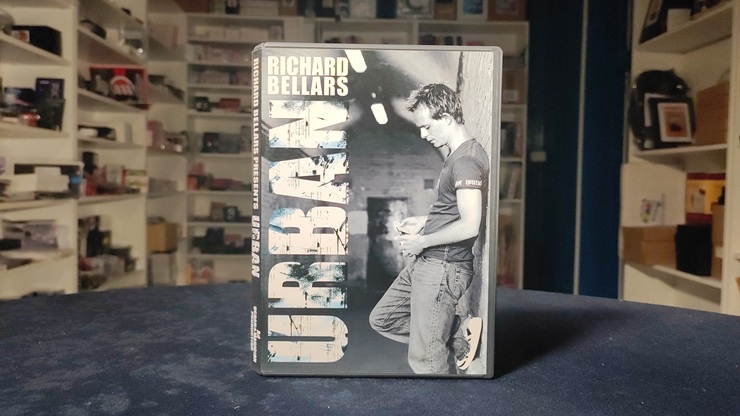 RICHARD
BELLARS
URBAN
RICHARD BELLARS PRESENTS URBAN